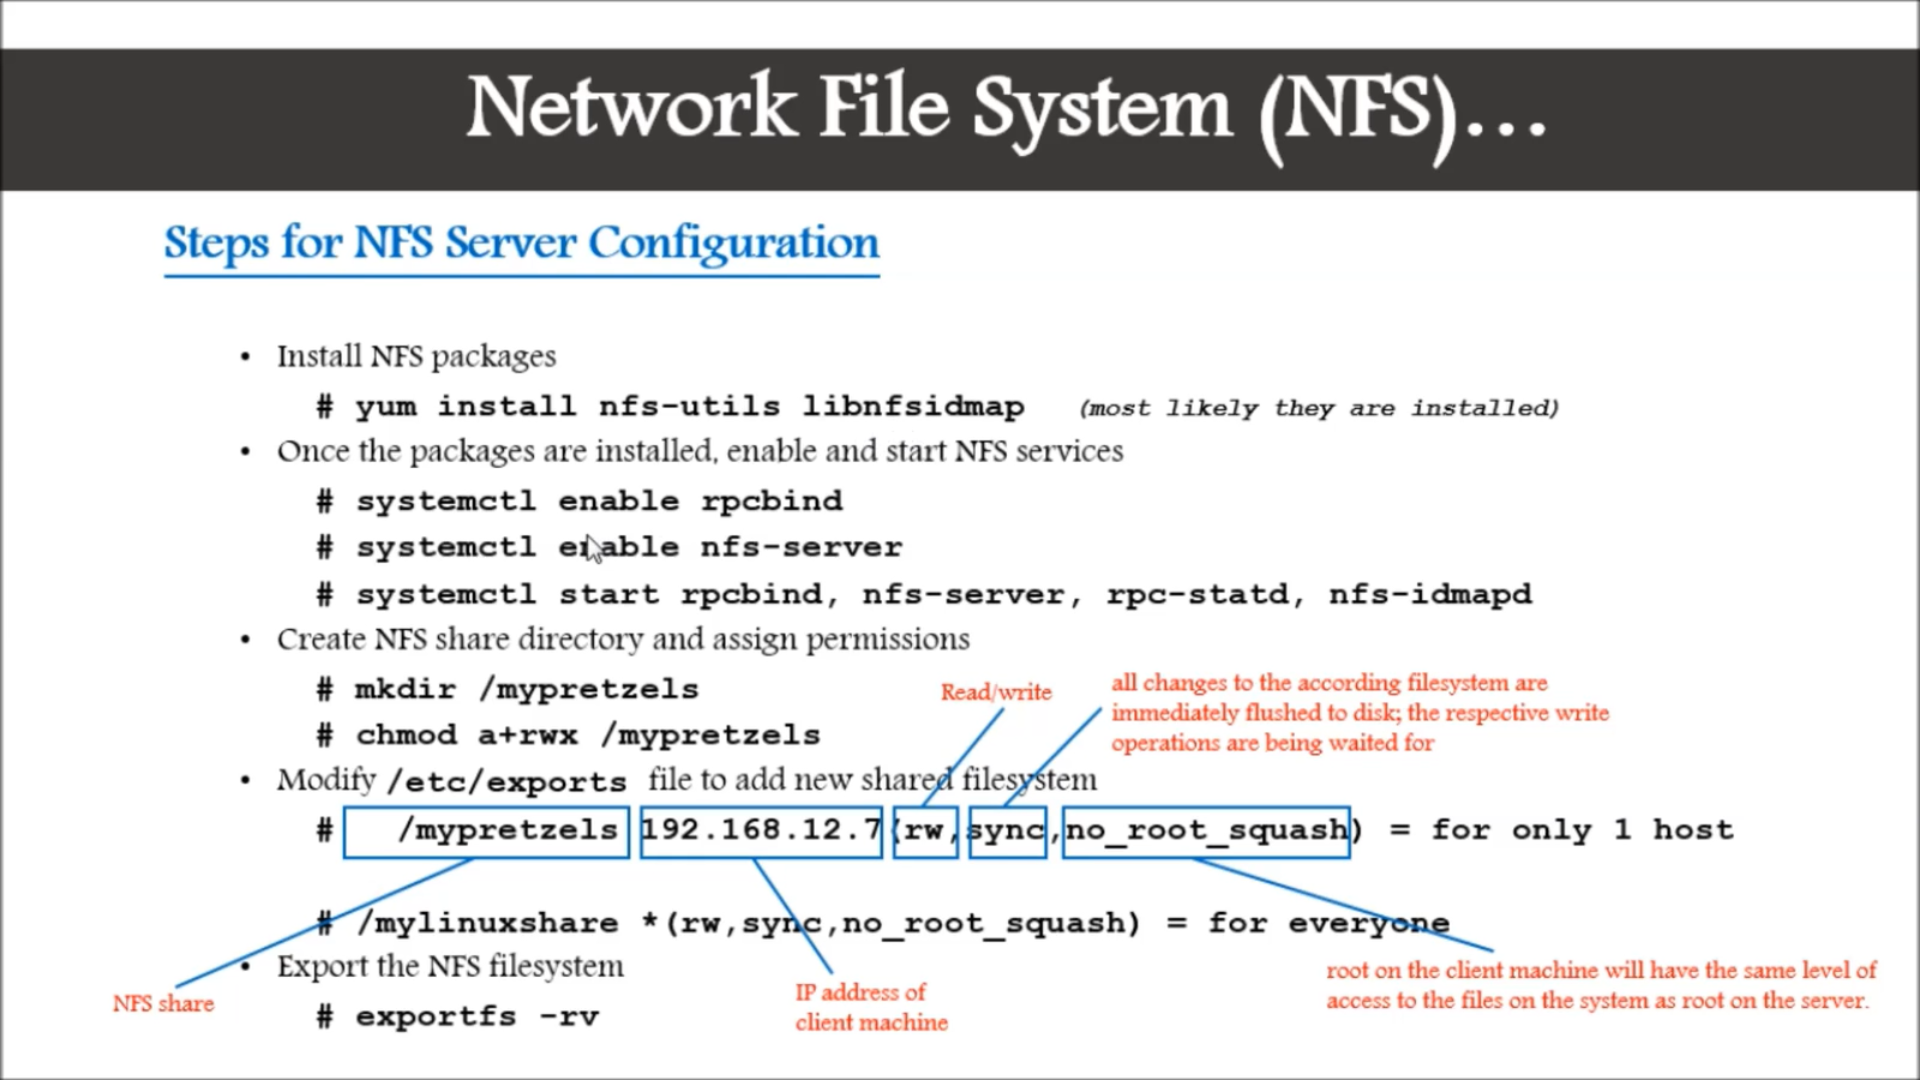 Network File System (NFS)...
Steps for NFS Server Configuration
• Install NFS packages
# yum install nfs-utils libnfsidmap (most likely they are installed)
• Once the packages are installed, enable and start NFS services
# systemctl enable rpcbind
# systemctl enable nfs-server
# systemctl start rpcbind, nfs-server, rpc-statd, nfs-idmapd
• Create NFS share directory and assign permissions
# mkdir /mypretzels
# chmod a+rwx /mypretzels
Read/write
all changes to the according filesystem are
immediately flushed to disk; the respective write
operations are being waited for
• Modify /etc/exports file to add new shared filesystem
# /mypretzels 192.168.12.7(rw,sync,no_root_squash) = for only 1 host
# /mylinuxshare *(rw,sync,no_root_squash) = for everyone
• Export the NFS filesystem
# exportfs -rv
NFS share
IP address of
client machine
root on the client machine will have the same level of
access to the files on the system as root on the server.